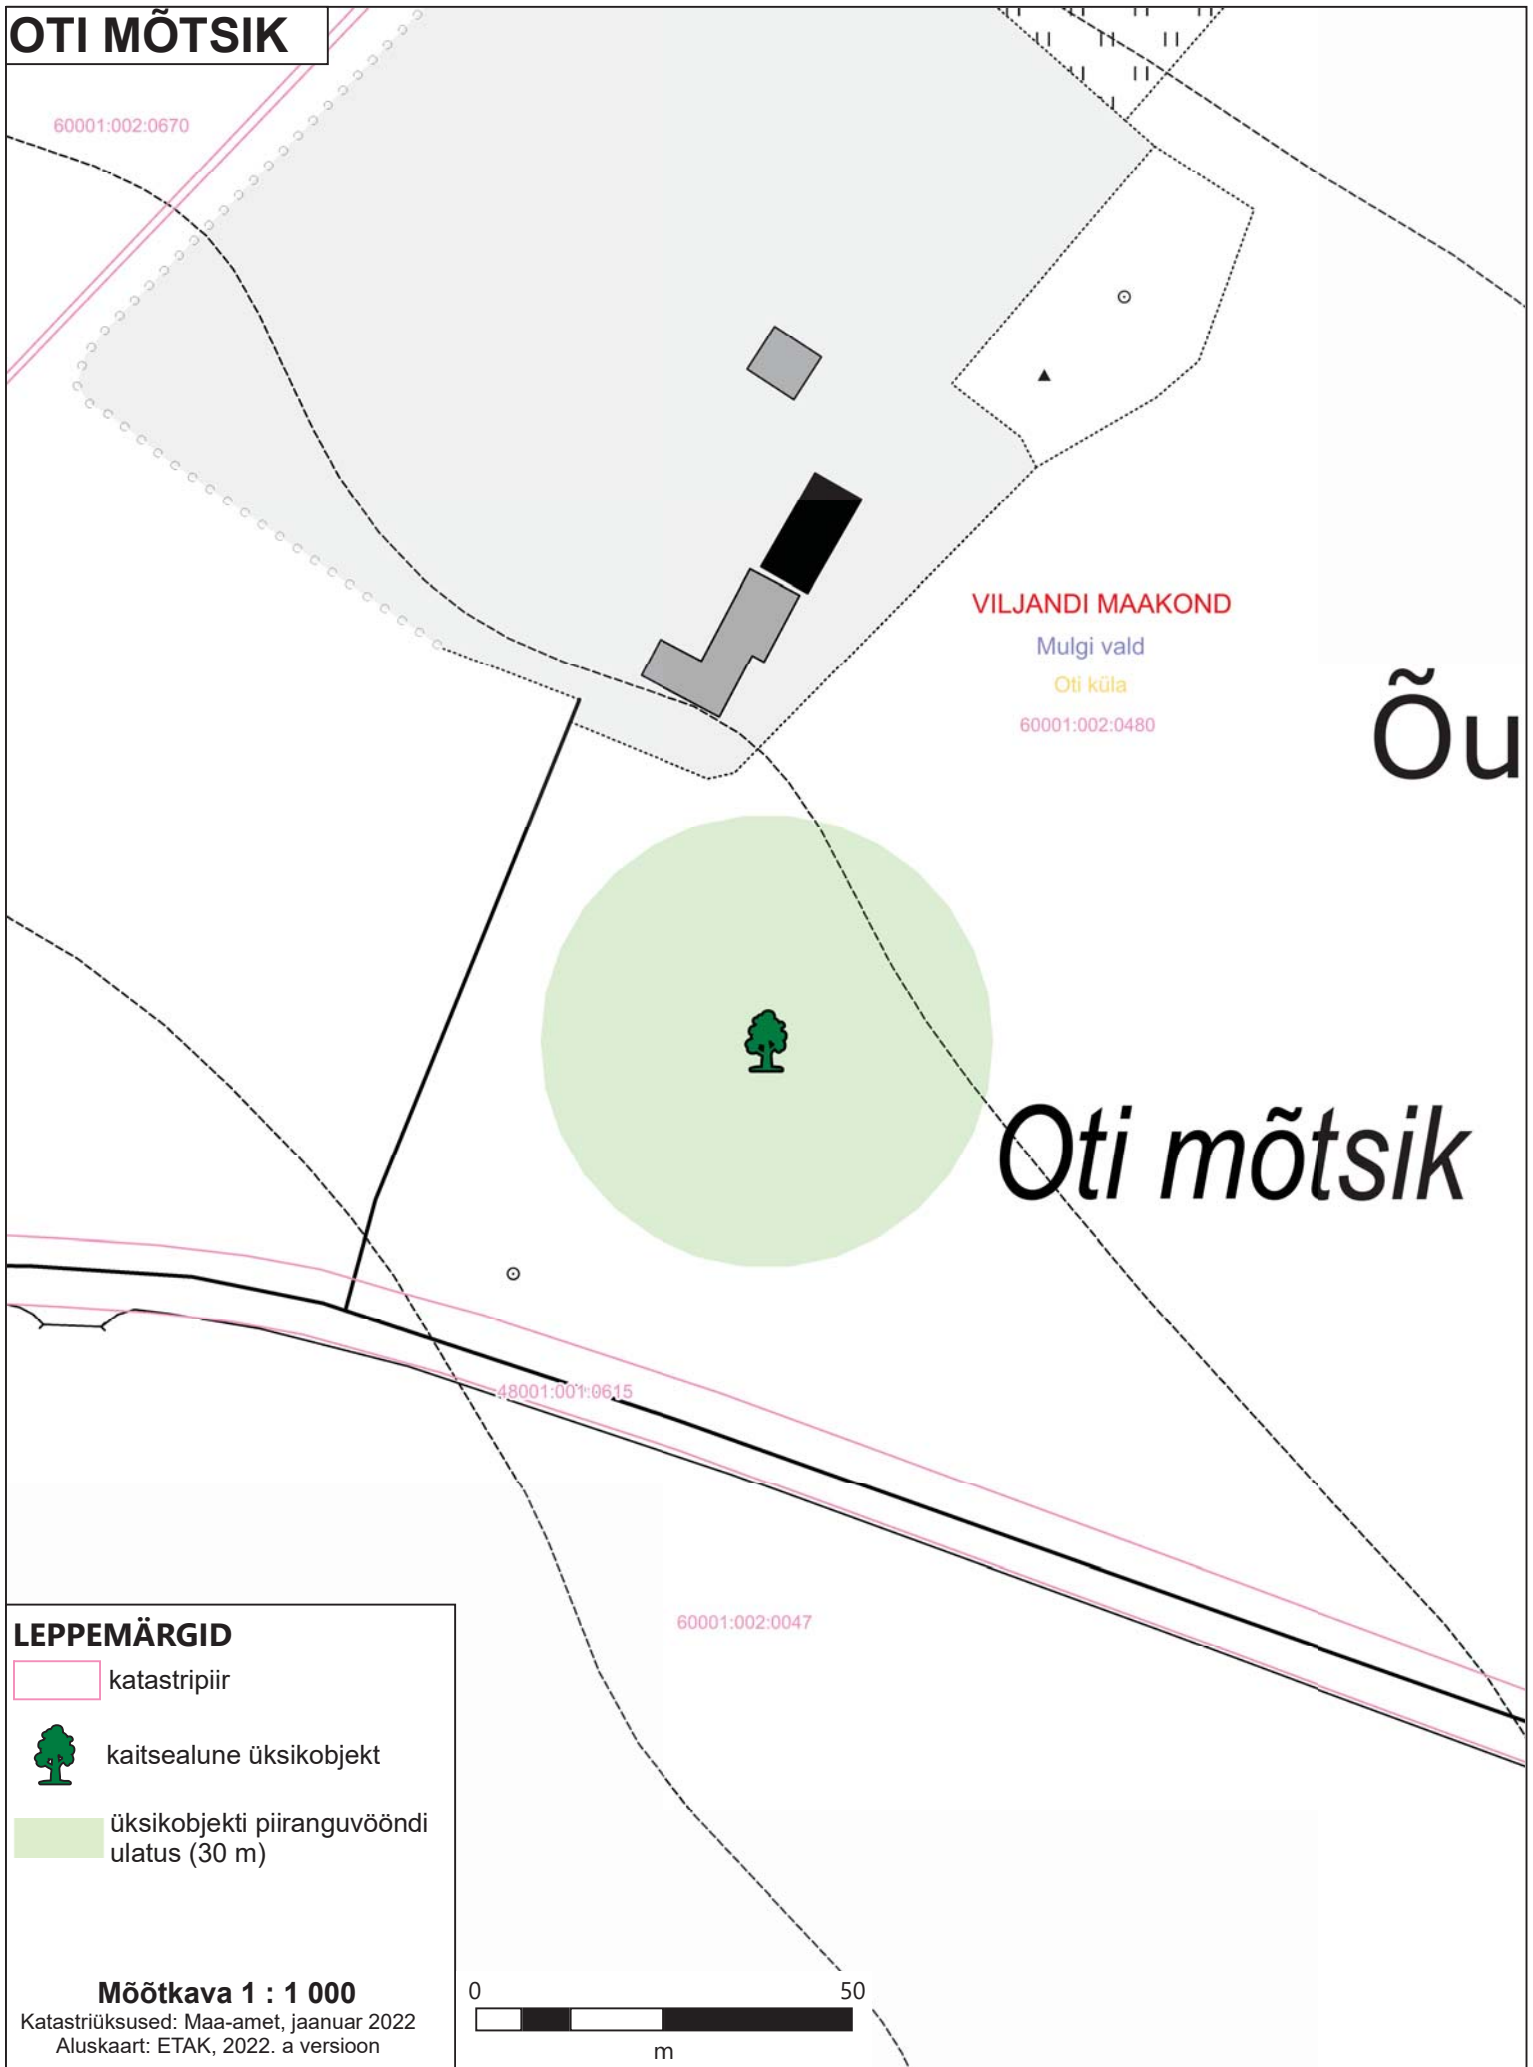 OTI MÕTSIK
60001:002:0670
VILJANDI MAAKOND
Mulgi vald
Oti küla
60001:002:0480
Õu
Oti mõtsik
48001:001:0615
60001:002:0047
LEPPEMÄRGID
katastripiir
kaitsealune üksikobjekt
üksikobjekti piiranguvööndi
ulatus (30 m)
Mõõtkava 1 : 1 000
Katastriüksused: Maa-amet, jaanuar 2022
Aluskaart: ETAK, 2022. a versioon
0 50
m